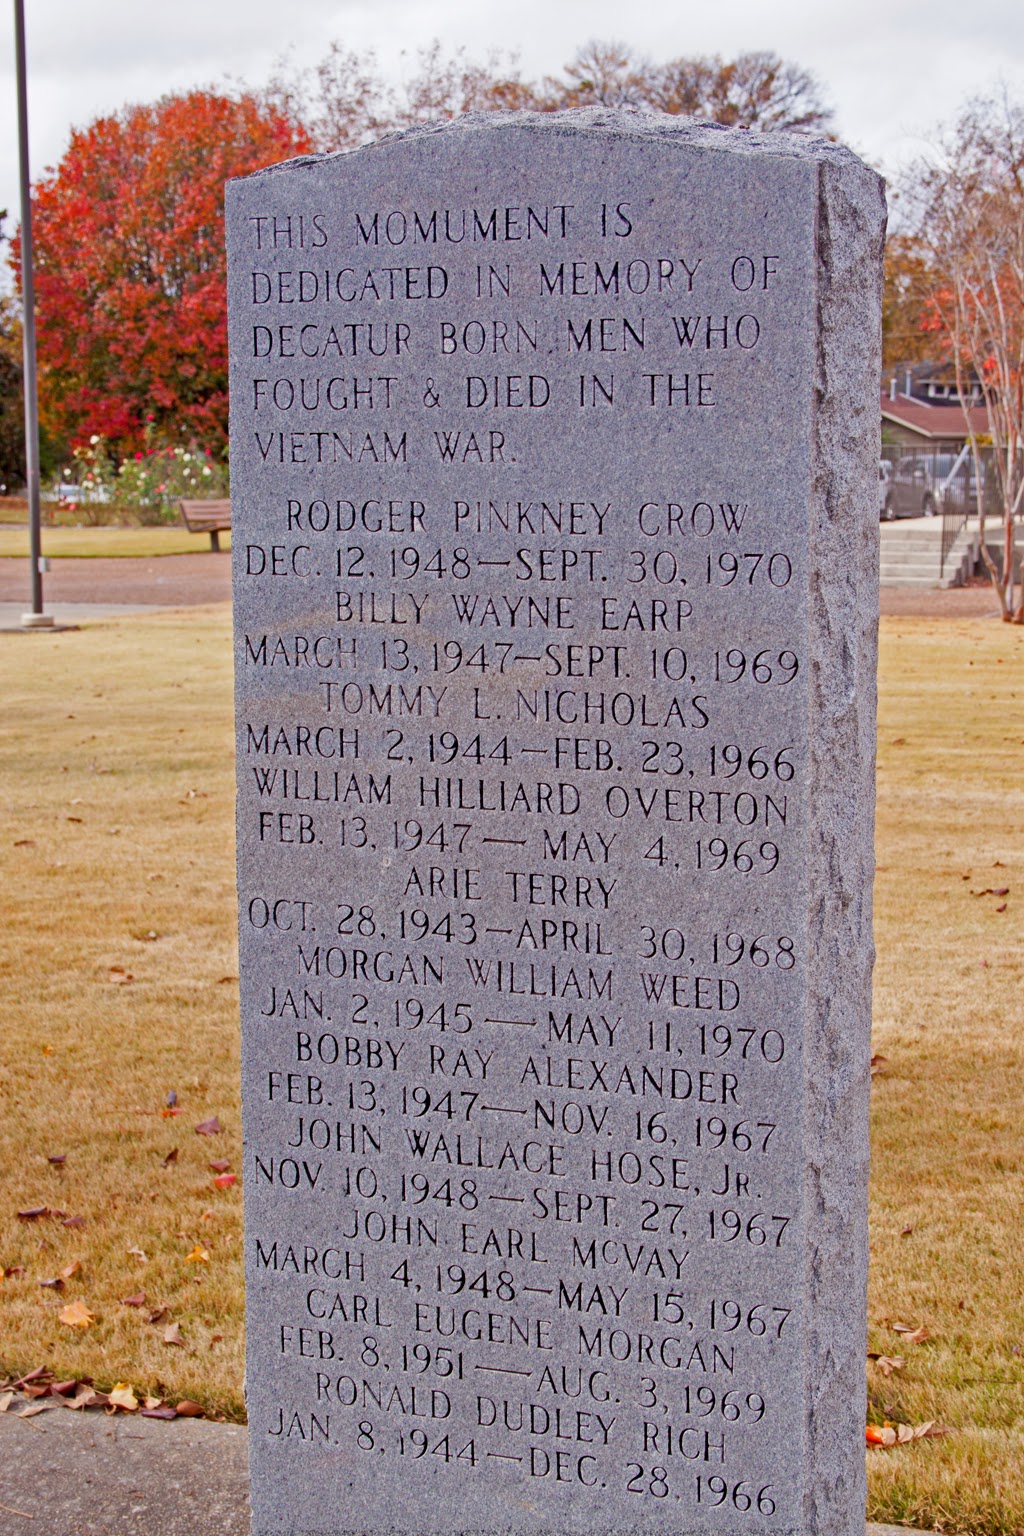 THIS MOMUMENT IS
DEDICATED IN MEMORY OF
DECATUR BORN MEN WHO
FOUGHT & DIED IN THE
VIETNAM WAR.
RODGER PINKNEY CROW
DEC. 12, 1948—SEPT. 30, 1970
BILLY WAYNE EARP
MARCH 13, 1947—SEPT. 10, 1969
TOMMY L. NICHOLAS
MARCH 2, 1944—FEB. 23, 1966
WILLIAM HILLIARD OVERTON
FEB. 13, 1947 — MAY 4, 1969
ARIE TERRY
OCT. 28, 1943—APRIL 30, 1968
MORGAN WILLIAM WEED
JAN. 2, 1945 — MAY 11, 1970
BOBBY RAY ALEXANDER
FEB. 13, 1947—NOV. 16, 1967
JOHN WALLACE HOSE, JR.
NOV. 10, 1948—SEPT. 27, 1967
JOHN EARL MCVAY
MARCH 4, 1948—MAY 15, 1967
CARL EUGENE MORGAN
FEB. 8, 1951—AUG. 3, 1969
RONALD DUDLEY RICH
JAN. 8, 1944—DEC. 28, 1966